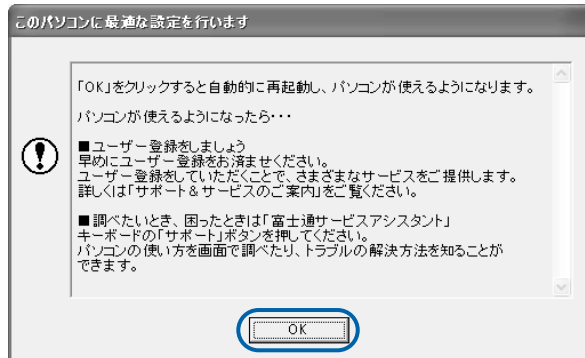 このパソコンに最適な設定を行います
「OK」をクリックすると自動的に再起動し、パソコンが使えるようになります。
パソコンが使えるようになったら・・・
■ユーザー登録をしましょう
早めにユーザー登録をお済ませください。
ユーザー登録をしていただくことで、さまざまなサービスをご提供します。
詳しくは「サポート&サービスのご案内」をご覧ください。
■調べたいとき、困ったときは「富士通サービスアシスタント」
キーボードの「サポート」ボタンを押してください。
パソコンの使い方を画面で調べたり、トラブルの解決方法を知ることが
できます。
OK